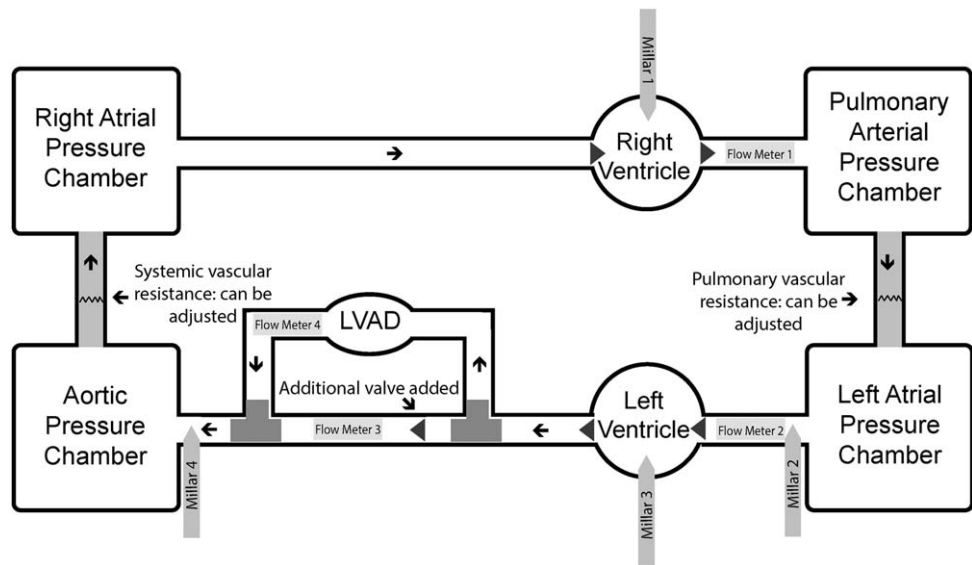 Right Atrial
Pressure
Chamber
Millar 1
Right
Ventricle
Flow Meter 1
Pulmonary
Arterial
Pressure
Chamber
Systemic vascular
resistance: can be
adjusted
Pulmonary vascular
resistance: can be
adjusted
Flow Meter 4
LVAD
Additional valve added
Aortic
Pressure
Chamber
Millar 4
Flow Meter 3
Left
Ventricle
Millar 3
Flow Meter 2
Millar 2
Left Atrial
Pressure
Chamber